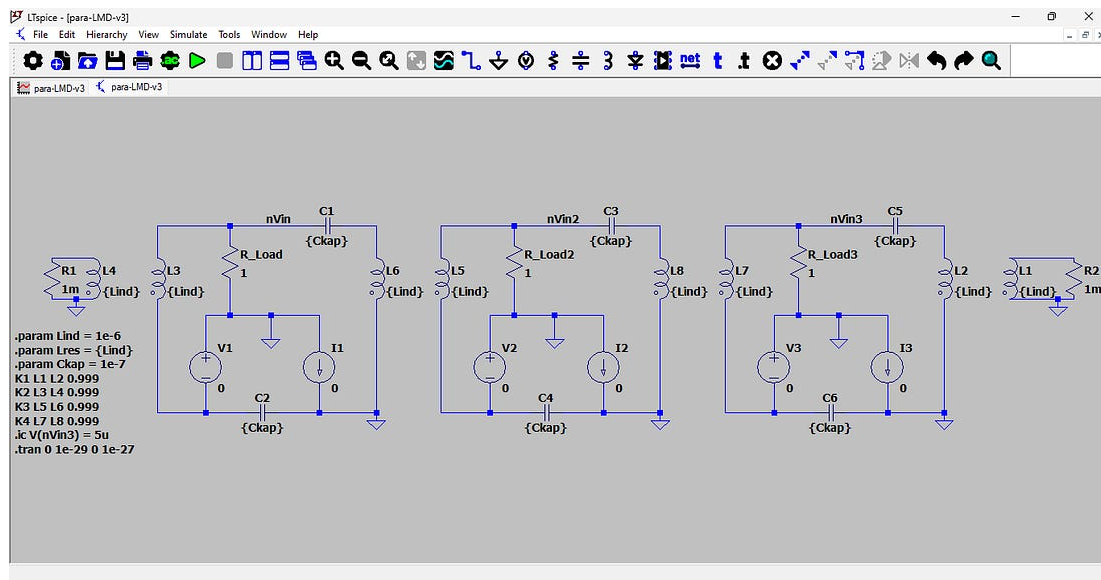 LTspice - [para-LMD-v3]
File Edit Hierarchy View Simulate Tools Window Help
.ac net t .t
para-LMD-v3 para-LMD-v3
nVin C1 nVin2 C3 nVin3 C5
{Ckap} {Ckap} {Ckap}
R_Load R_Load2 R_Load3
1 1 1
R1 L4 L3 L6 L5 L8 L7 L2 L1 R2
1m {Lind} {Lind} {Lind} {Lind} {Lind} {Lind} {Lind} {Lind} 1m
.param Lind = 1e-6
.param Lres = {Lind}
.param Ckap = 1e-7
K1 L1 L2 0.999
K2 L3 L4 0.999
K3 L5 L6 0.999
K4 L7 L8 0.999
.ic V(nVin3) = 5u
.tran 0 1e-29 0 1e-27
V1 I1 V2 I2 V3 I3
0 0 0 0 0 0
C2 C4 C6
{Ckap} {Ckap} {Ckap}